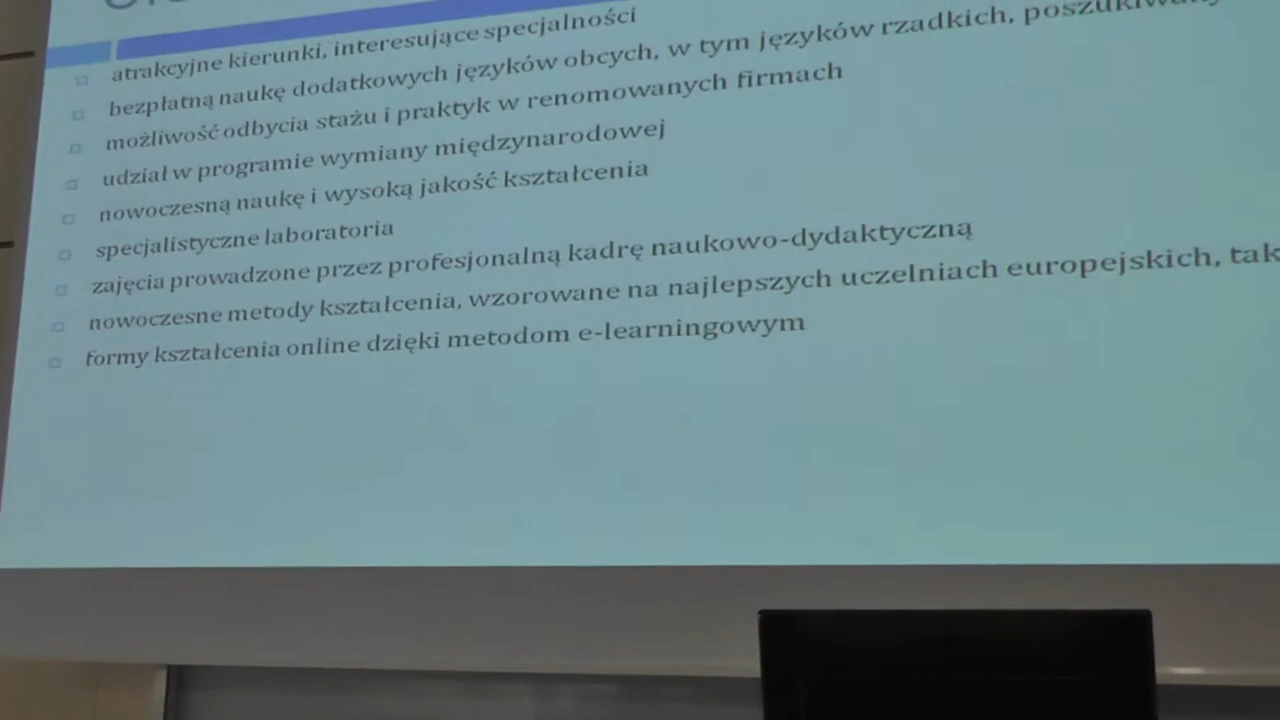 atrakcyjne kierunki, interesujące specjalności
bezpłatną naukę dodatkowych języków obcych, w tym języków rzadkich,
możliwość odbycia stażu i praktyk w renomowanych firmach
udział w programie wymiany międzynarodowej
nowoczesną naukę i wysoką jakość kształcenia
specjalistyczne laboratoria
zajęcia prowadzone przez profesjonalną kadrę naukowo-dydaktyczną
nowoczesne metody kształcenia, wzorowane na najlepszych uczelniach europejskich, tak
formy kształcenia online dzięki metodom e-learningowym